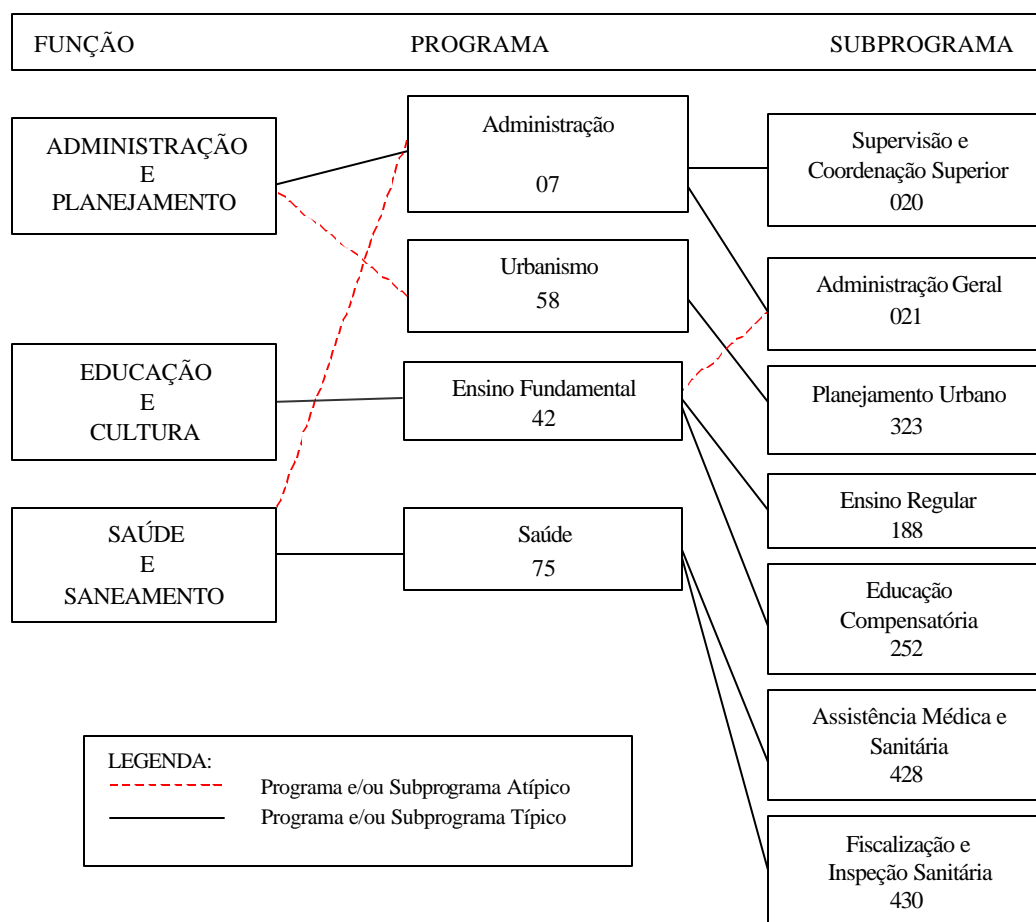 FUNÇÃO PROGRAMA SUBPROGRAMA
ADMINISTRAÇÃO
E
PLANEJAMENTO
EDUCAÇÃO
E
CULTURA
SAÚDE
E
SANEAMENTO
Administração
07
Urbanismo
58
Ensino Fundamental
42
Saúde
75
Supervisão e
Coordenação Superior
020
Administração Geral
021
Planejamento Urbano
323
Ensino Regular
188
Educação
Compensatória
252
Assistência Médica e
Sanitária
428
Fiscalização e
Inspeção Sanitária
430
LEGENDA:
Programa e/ou Subprograma Atípico
Programa e/ou Subprograma Típico